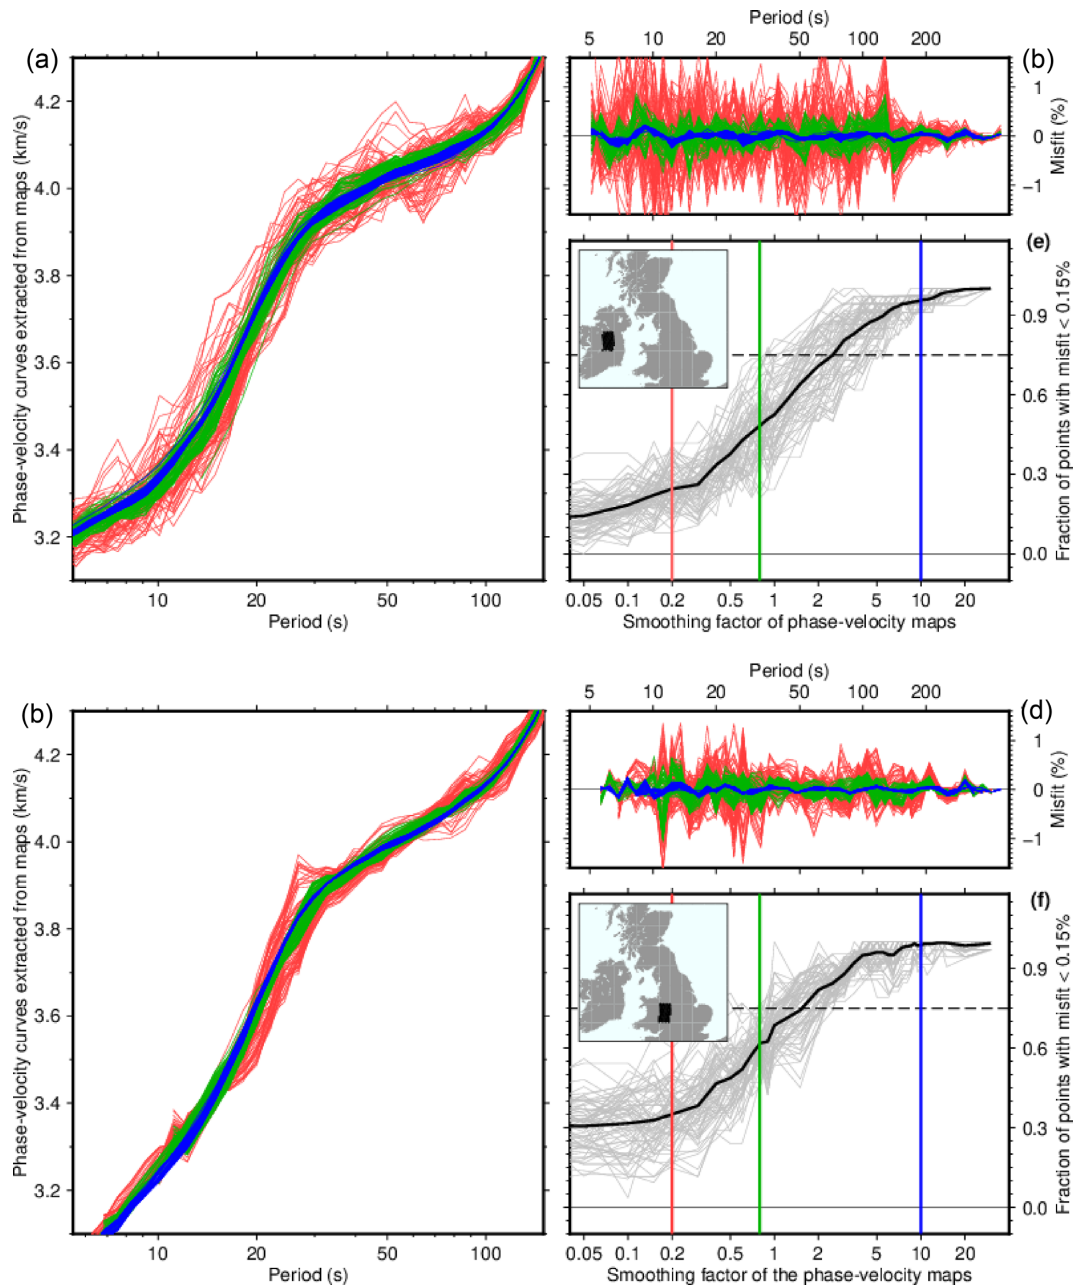 Period (s)
5 10 20 50 100 200
(a)
(b)
4.2
4.0
3.8
3.6
3.4
3.2
Phase-velocity curves extracted from maps (km/s)
10 20 50 100
Period (s)
1
0
−1
Misfit (%)
(e)
0.9
0.6
0.3
0.0
Fraction of points with misfit < 0.15%
0.05 0.1 0.2 0.5 1 2 5 10 20
Smoothing factor of phase-velocity maps
Period (s)
5 10 20 50 100 200
(b)
(d)
4.2
4.0
3.8
3.6
3.4
3.2
Phase-velocity curves extracted from maps (km/s)
10 20 50 100
Period (s)
1
0
−1
Misfit (%)
(f)
0.9
0.6
0.3
0.0
Fraction of points with misfit < 0.15%
0.05 0.1 0.2 0.5 1 2 5 10 20
Smoothing factor of the phase-velocity maps